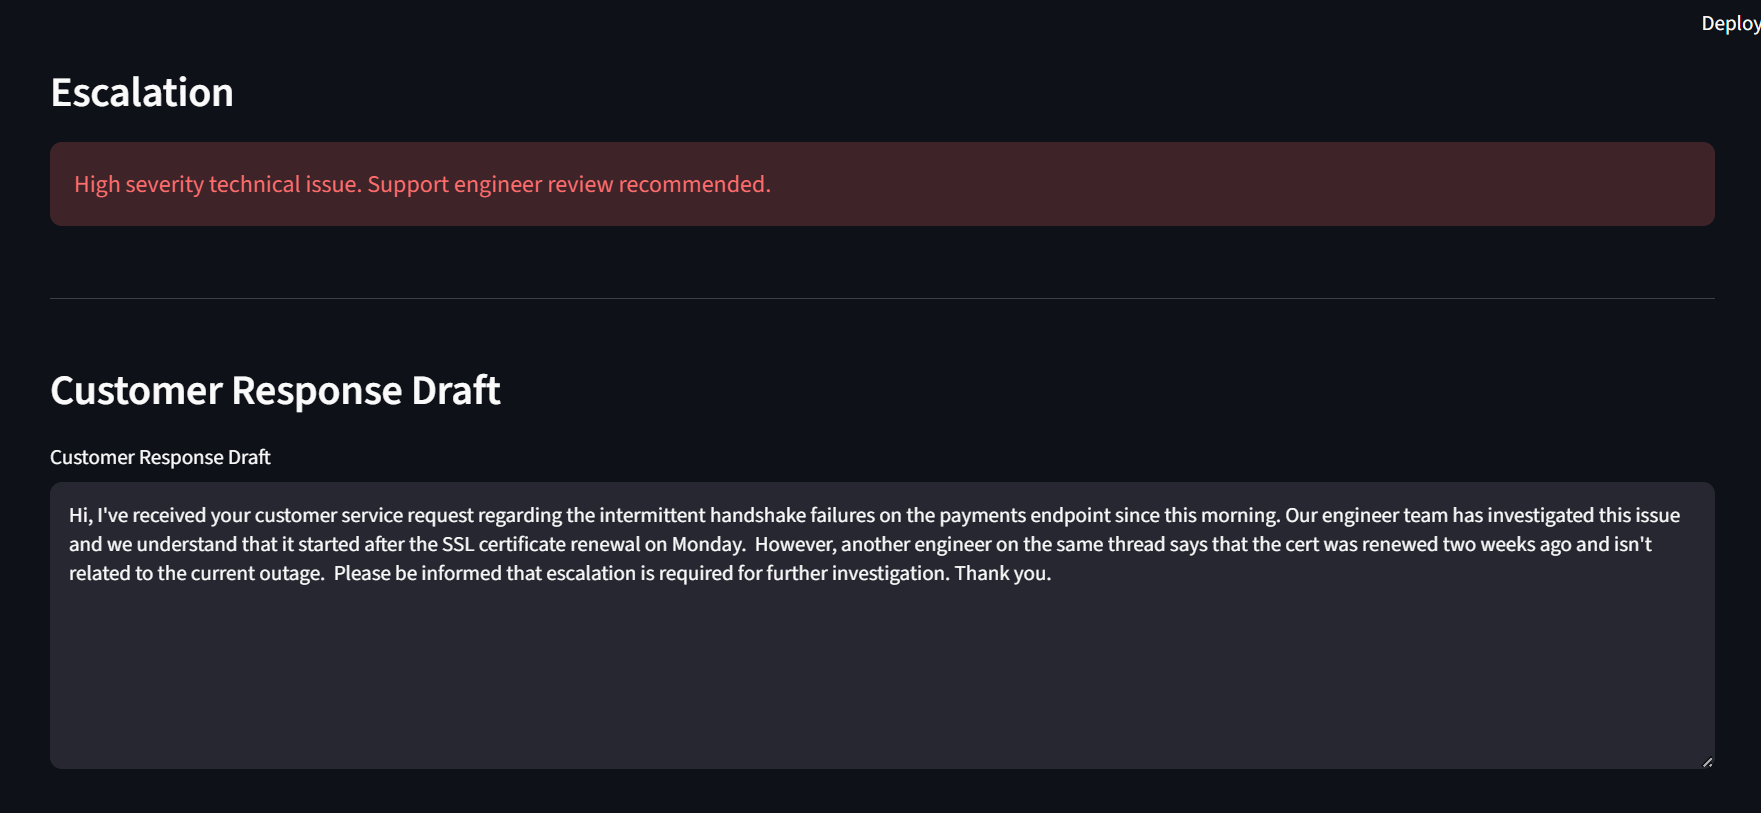 Deploy
Escalation
High severity technical issue. Support engineer review recommended.
Customer Response Draft
Customer Response Draft
Hi, I've received your customer service request regarding the intermittent handshake failures on the payments endpoint since this morning. Our engineer team has investigated this issue
and we understand that it started after the SSL certificate renewal on Monday.  However, another engineer on the same thread says that the cert was renewed two weeks ago and isn't
related to the current outage.  Please be informed that escalation is required for further investigation. Thank you.